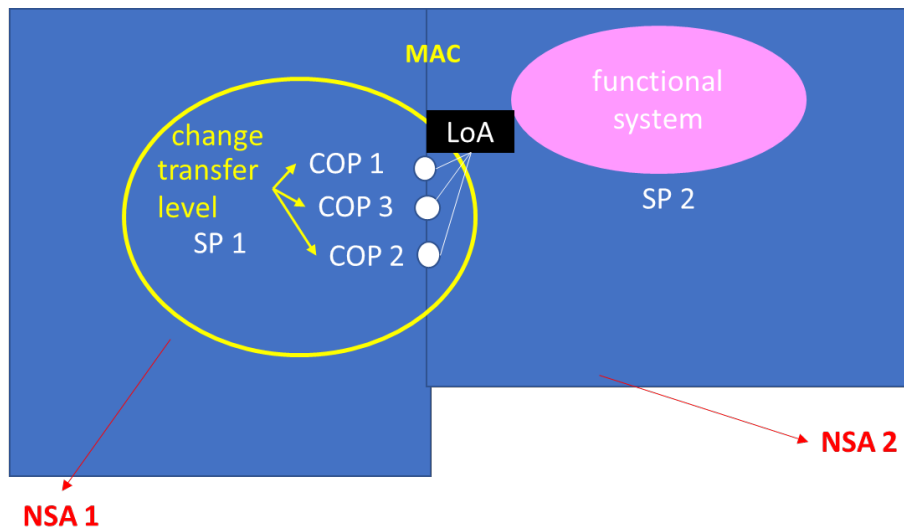 MAC
functional
system
LoA
change
transfer
level
COP 1
COP 3
COP 2
SP 1
SP 2
NSA 1
NSA 2